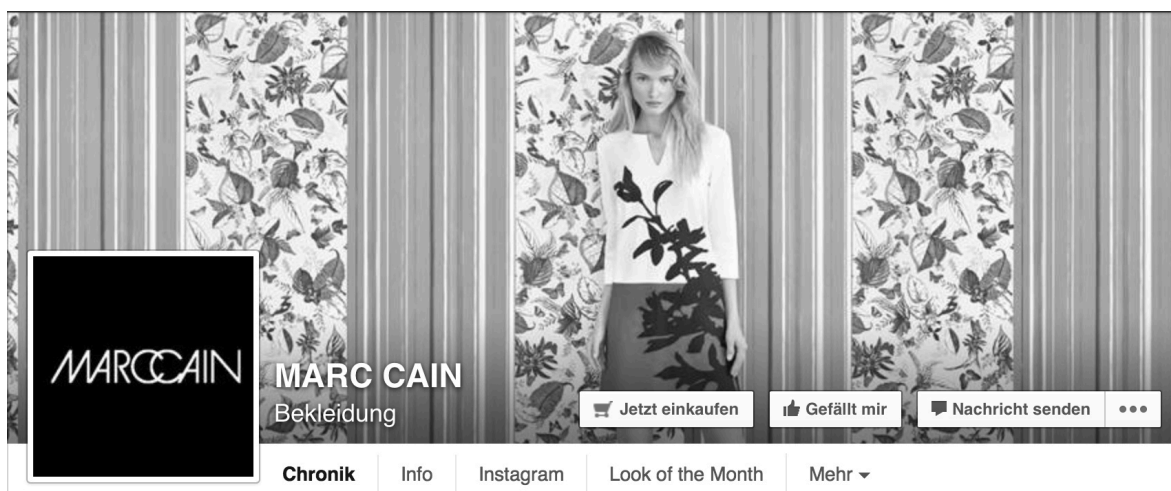 MARCCAIN
MARC CAIN
Bekleidung
Jetzt einkaufen
Gefällt mir
Nachricht senden
Chronik
Info
Instagram
Look of the Month
Mehr